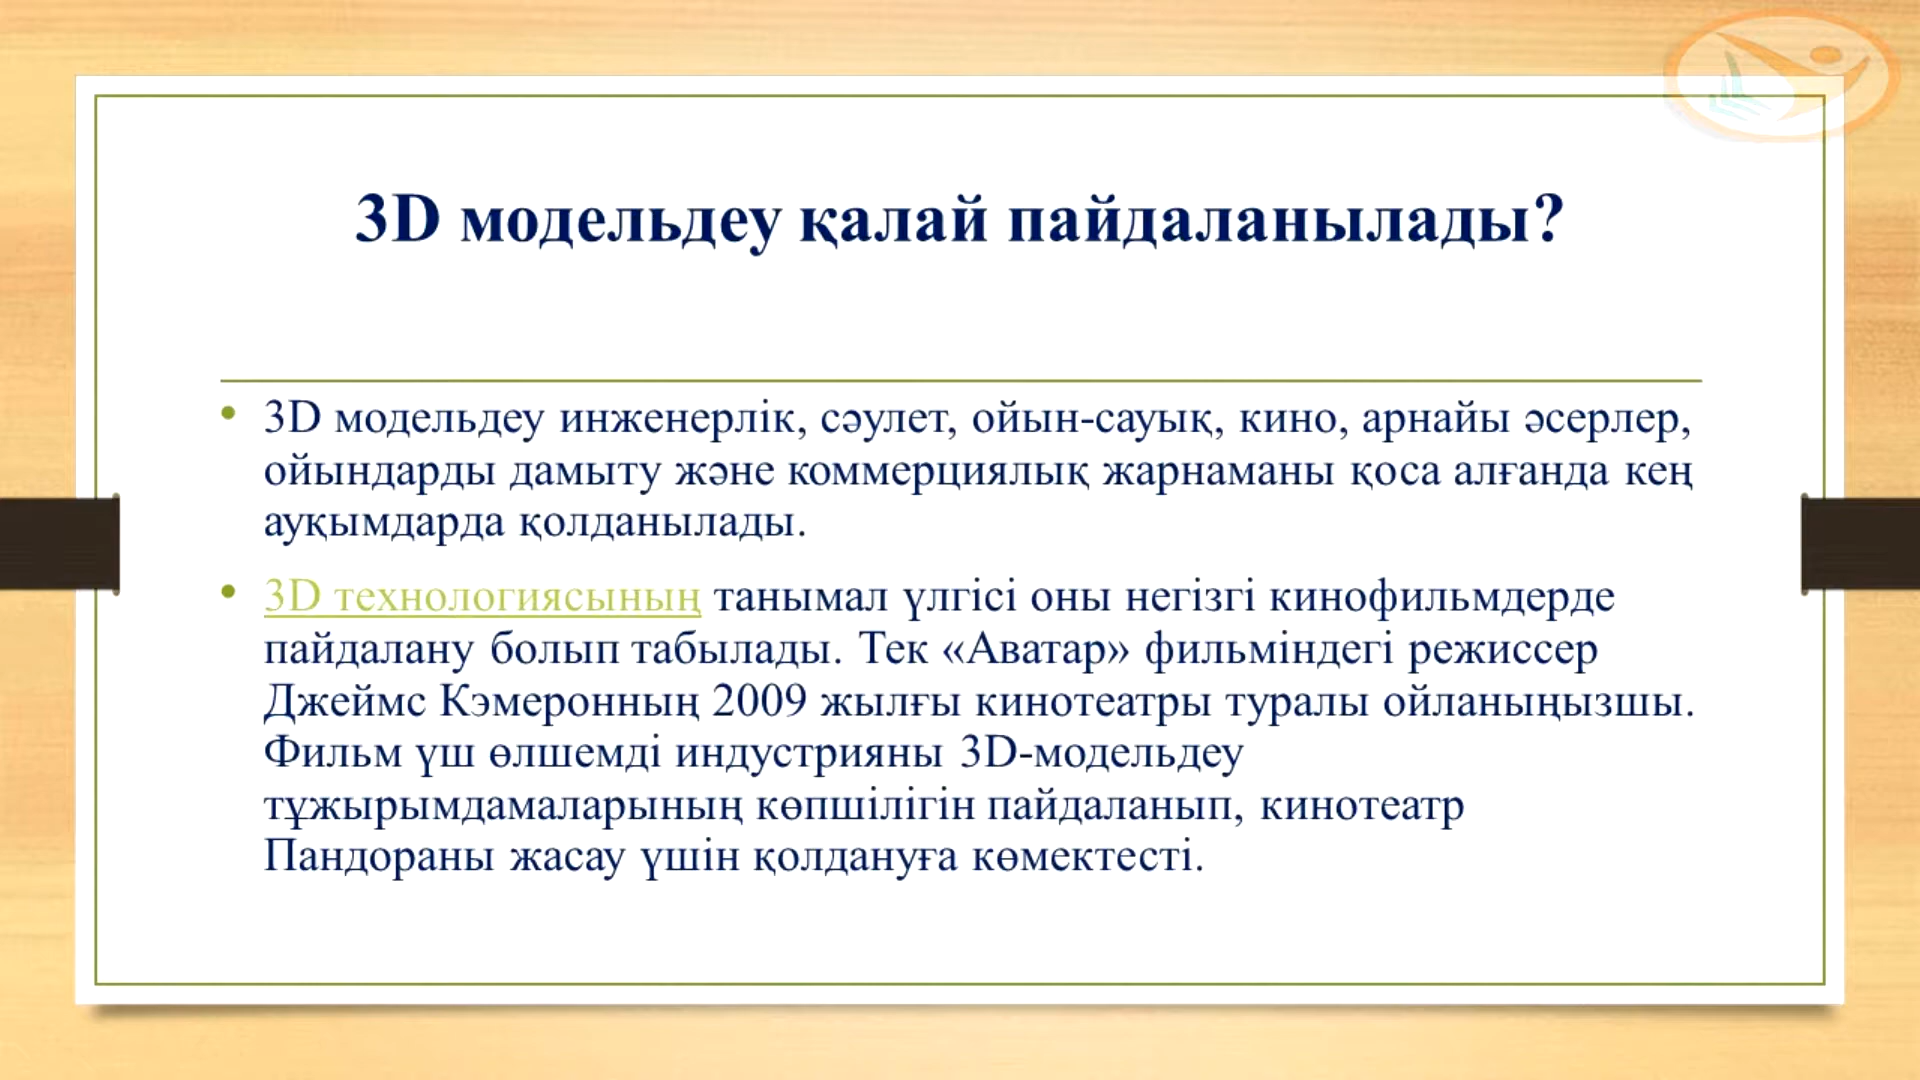 3D модельдеу қалай пайдаланылады?
• 3D модельдеу инженерлік, сәулет, ойын-сауық, кино, арнайы әсерлер,
ойындарды дамыту және коммерциялық жарнаманы қоса алғанда кең
ауқымдарда қолданылады.
• 3D технологиясының танымал үлгісі оны негізгі кинофильмдерде
пайдалану болып табылады. Тек «Аватар» фильміндегі режиссер
Джеймс Кэмеронның 2009 жылғы кинотеатры туралы ойланыңызшы.
Фильм үш өлшемді индустрияны 3D-модельдеу
тұжырымдамаларының көпшілігін пайдаланып, кинотеатр
Пандораны жасау үшін қолдануға көмектесті.